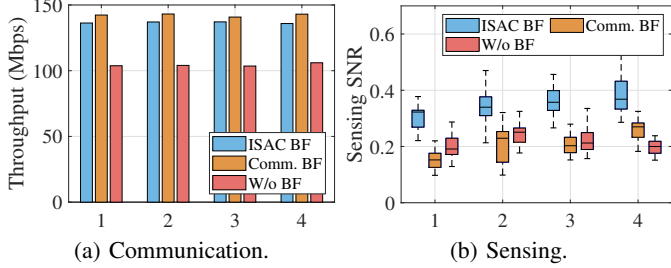 Throughput (Mbps)
150
100
50
0
ISAC BF
Comm. BF
W/o BF
1 2 3 4
(a) Communication.
Sensing SNR
0.6
0.4
0.2
0
ISAC BF Comm. BF
W/o BF
1 2 3 4
(b) Sensing.